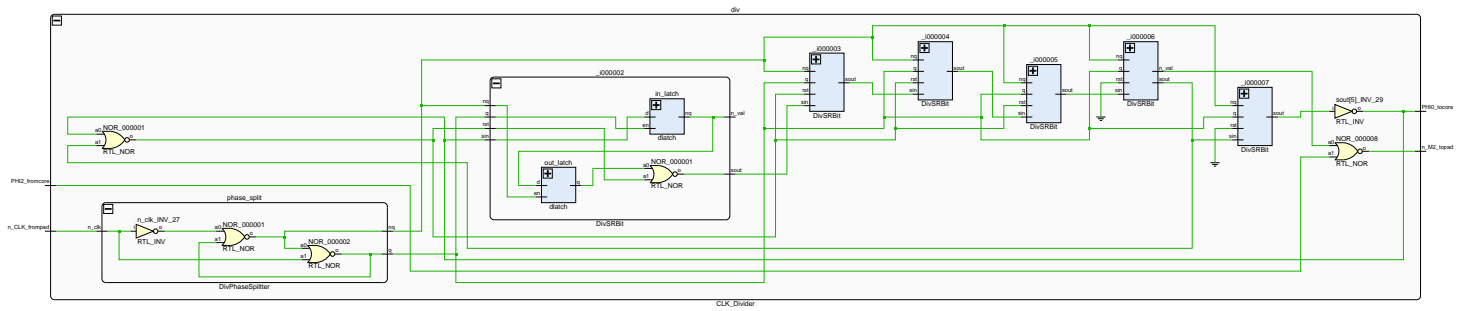 div
_i000002
nq
q
rst
sin
in_latch
d
en
nq
dlatch
n_val
out_latch
d
en
q
dlatch
NOR_000001
a0
a1
o
RTL_NOR
sout
DivSRBit
_i000003
nq
q
rst
sin
sout
DivSRBit
_i000004
nq
q
rst
sin
sout
DivSRBit
_i000005
nq
q
rst
sin
sout
DivSRBit
_i000006
nq
q
rst
sin
n_val
sout
DivSRBit
_i000007
nq
q
rst
sin
sout
DivSRBit
sout[5]_INV_29
i
o
RTL_INV
PHI0_tocore
NOR_000008
a0
a1
o
RTL_NOR
n_M2_topad
NOR_000001
a0
a1
o
RTL_NOR
PHI2_fromcore
n_CLK_frompad
phase_split
n_clk
n_clk_INV_27
i
o
RTL_INV
NOR_000001
a0
a1
o
RTL_NOR
NOR_000002
a0
a1
o
RTL_NOR
nq
q
DivPhaseSplitter
CLK_Divider